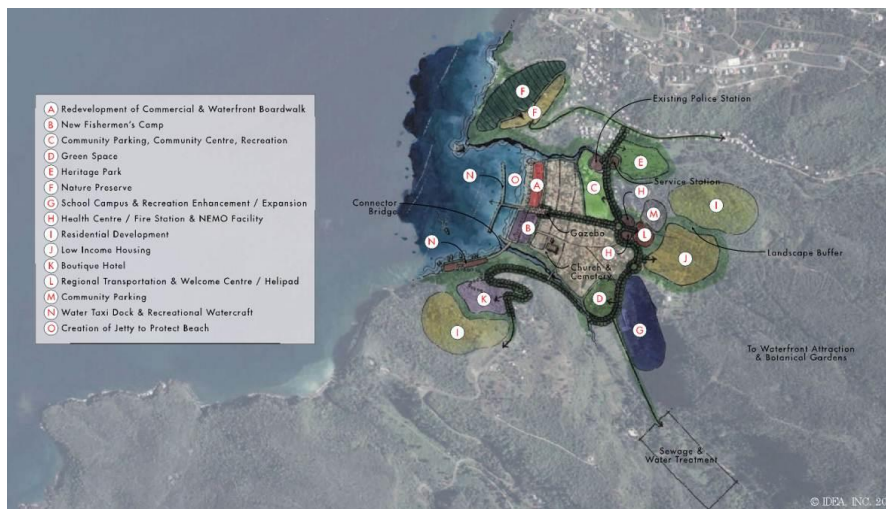 A Redevelopment of Commercial & Waterfront Boardwalk
B New Fishermen's Camp
C Community Parking, Community Centre, Recreation
D Green Space
E Heritage Park
F Nature Preserve
G School Campus & Recreation Enhancement / Expansion
H Health Centre / Fire Station & NEMO Facility
I Residential Development
J Low Income Housing
K Boutique Hotel
L Regional Transportation & Welcome Centre / Helipad
M Community Parking
N Water Taxi Dock & Recreational Watercraft
O Creation of Jetty to Protect Beach
F
F
Existing Police Station
E
N
O
A
C
Service Station
H
I
M
Connector
Bridge
B
Gazebo
L
H
J
Landscape Buffer
N
Church &
Cemetery
K
D
I
G
To Waterfront Attraction
& Botanical Gardens
Sewage &
Water Treatment
© IDEA, INC. 20